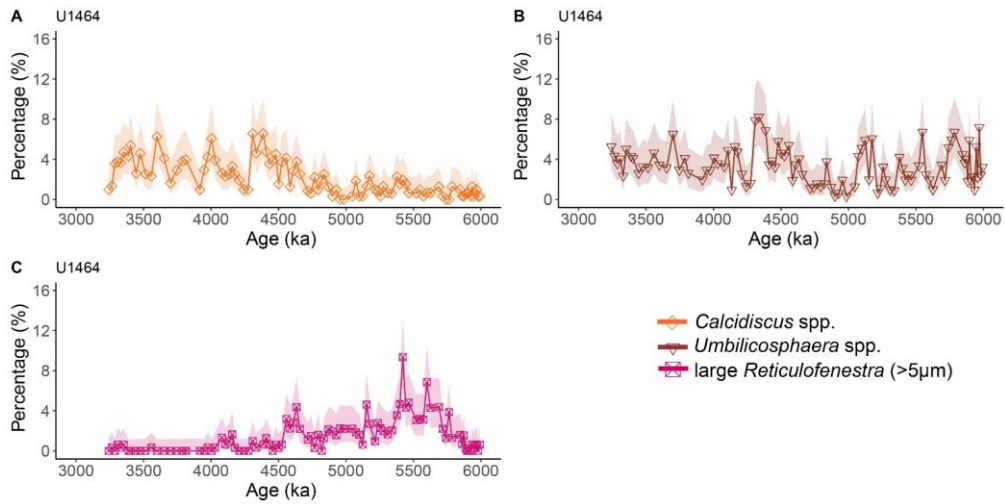 A U1464
16
12
8
4
0
Percentage (%)
3000 3500 4000 4500 5000 5500 6000
Age (ka)
B U1464
16
12
8
4
0
Percentage (%)
3000 3500 4000 4500 5000 5500 6000
Age (ka)
C U1464
16
12
8
4
0
Percentage (%)
3000 3500 4000 4500 5000 5500 6000
Age (ka)
Calcidiscus spp.
Umbilicosphaera spp.
large Reticulofenestra (>5µm)